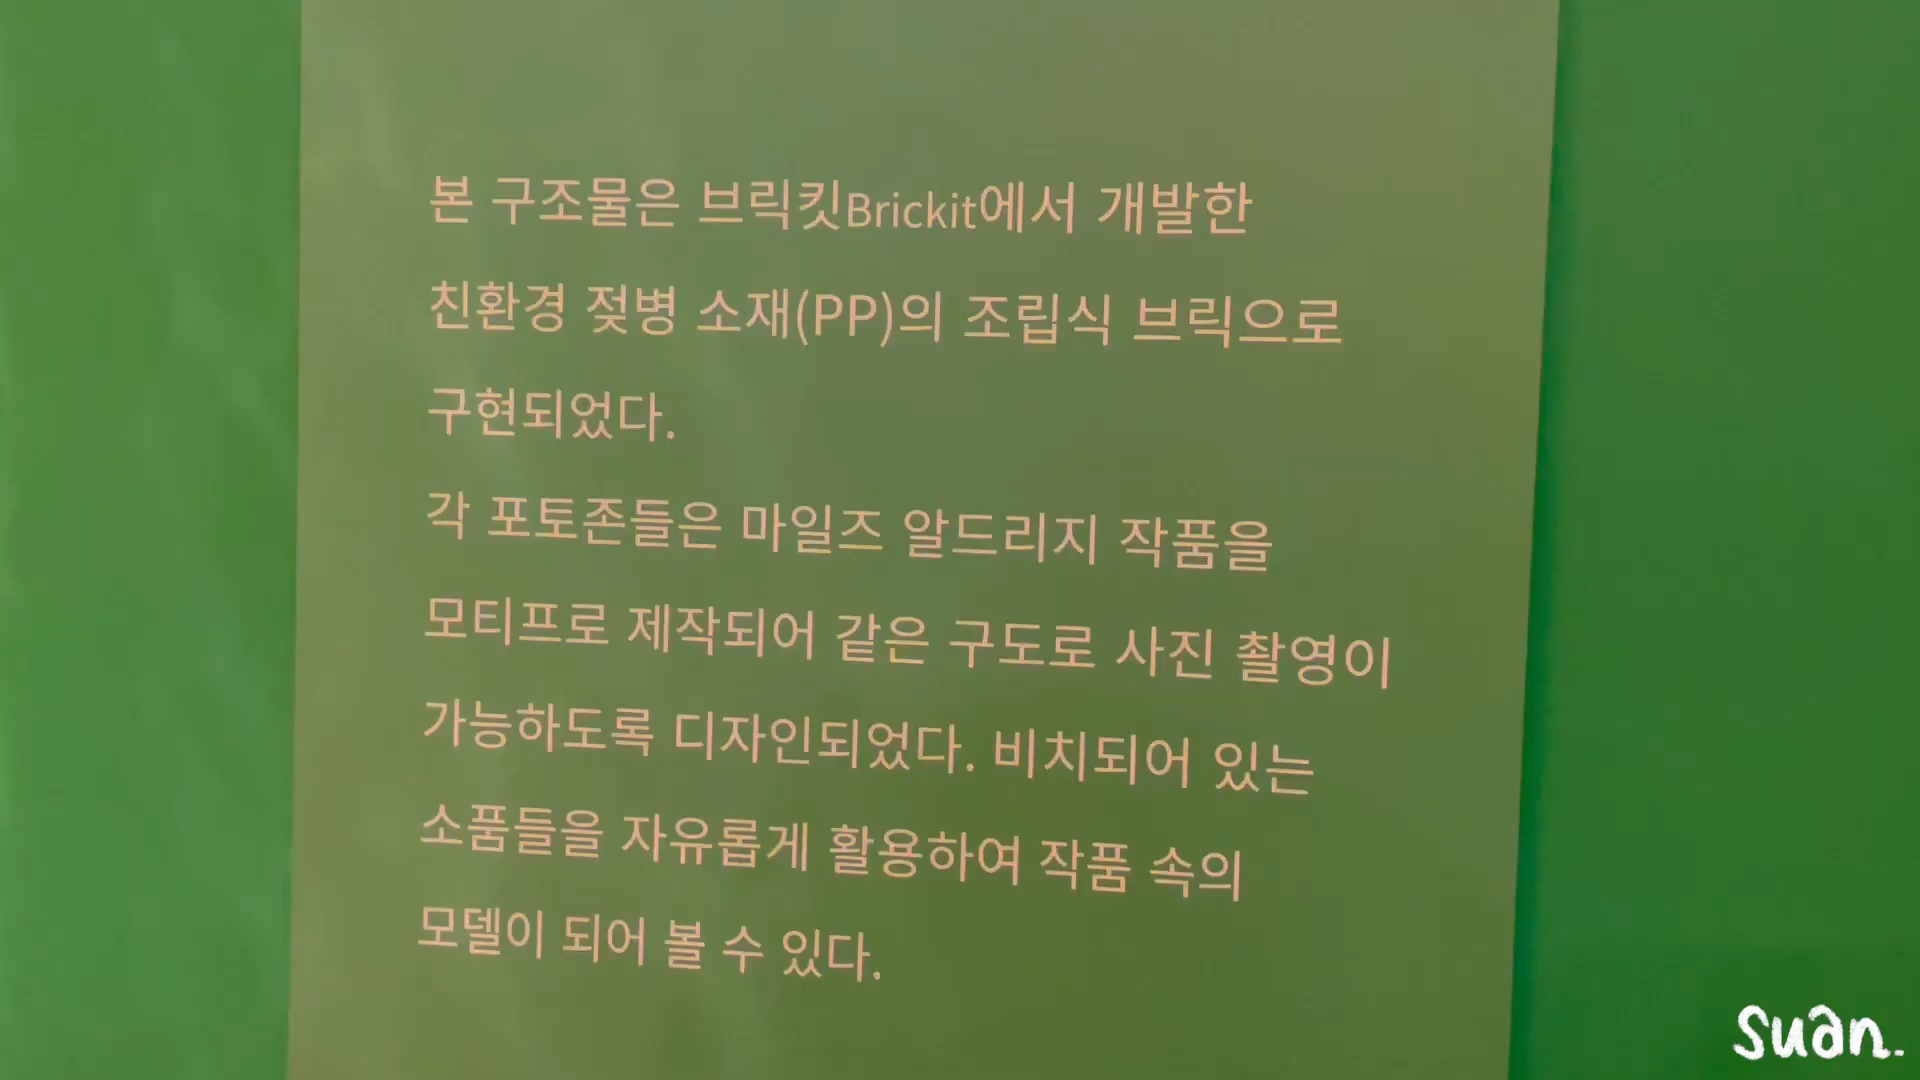 본 구조물은 브릭킷Brickit에서 개발한
친환경 젖병 소재(PP)의 조립식 브릭으로
구현되었다.
각 포토존들은 마일즈 알드리지 작품을
모티프로 제작되어 같은 구도로 사진 촬영이
가능하도록 디자인되었다. 비치되어 있는
소품들을 자유롭게 활용하여 작품 속의
모델이 되어 볼 수 있다.
suan.